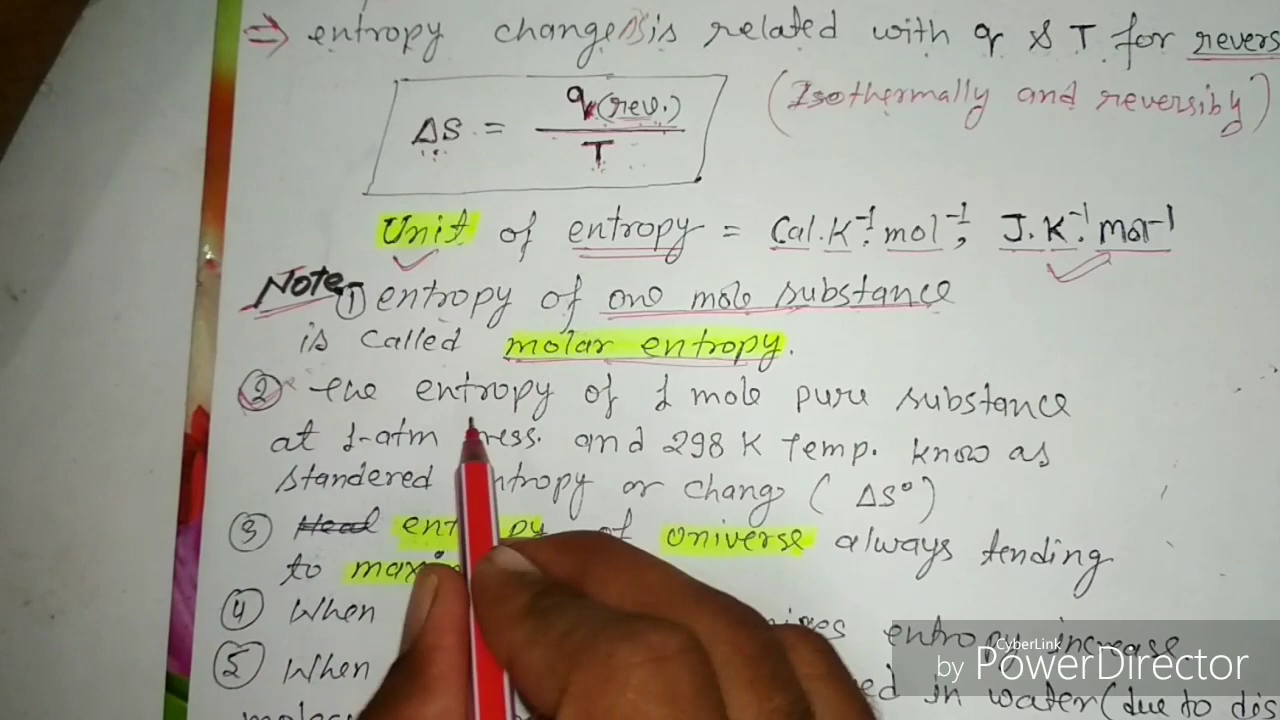 ⇒ entropy change is related with q & T for revers
ΔS = q(rev.) / T
(Isothermally and reversibly)
Unit of entropy = Cal.K⁻¹.mol⁻¹, J.K⁻¹.mol⁻¹
Note ① entropy of one mole substance
is called molar entropy.
② the entropy of 1 mole pure substance
at 1-atm press. and 298 K Temp. know as
standered entropy or change (ΔS°)
③ Head entropy of universe always tending
to
④ When entropy increase
⑤ When in water (due to dis
CyberLink
by PowerDirector